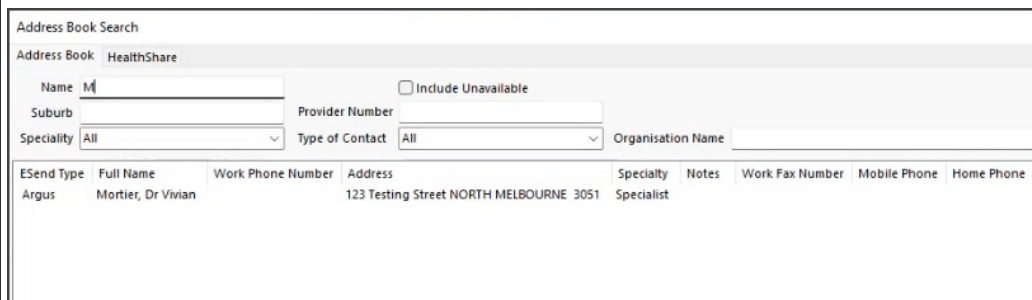 Address Book Search
Address Book HealthShare
Name M Include Unavailable
Suburb Provider Number
Speciality All Type of Contact All Organisation Name
ESend Type Full Name Work Phone Number Address Specialty Notes Work Fax Number Mobile Phone Home Phone
Argus Mortier, Dr Vivian 123 Testing Street NORTH MELBOURNE 3051 Specialist